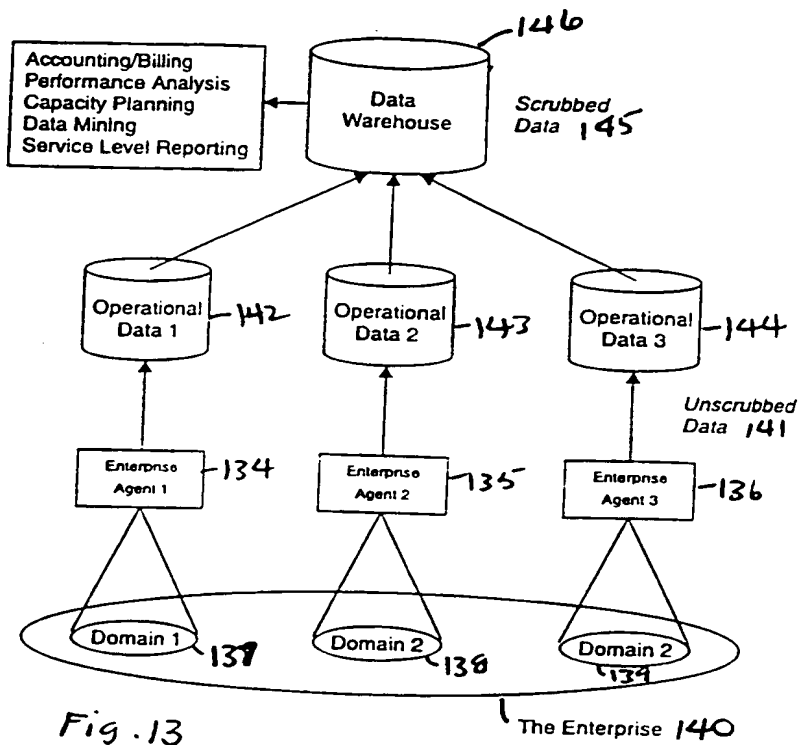 146
Accounting/Billing
Performance Analysis
Capacity Planning
Data Mining
Service Level Reporting
Data
Warehouse
Scrubbed
Data 145
Operational
Data 1
142
Operational
Data 2
143
Operational
Data 3
144
Unscrubbed
Data 141
Enterprise
Agent 1
134
Enterprise
Agent 2
135
Enterprise
Agent 3
136
Domain 1
137
Domain 2
138
Domain 2
139
Fig. 13
The Enterprise 140